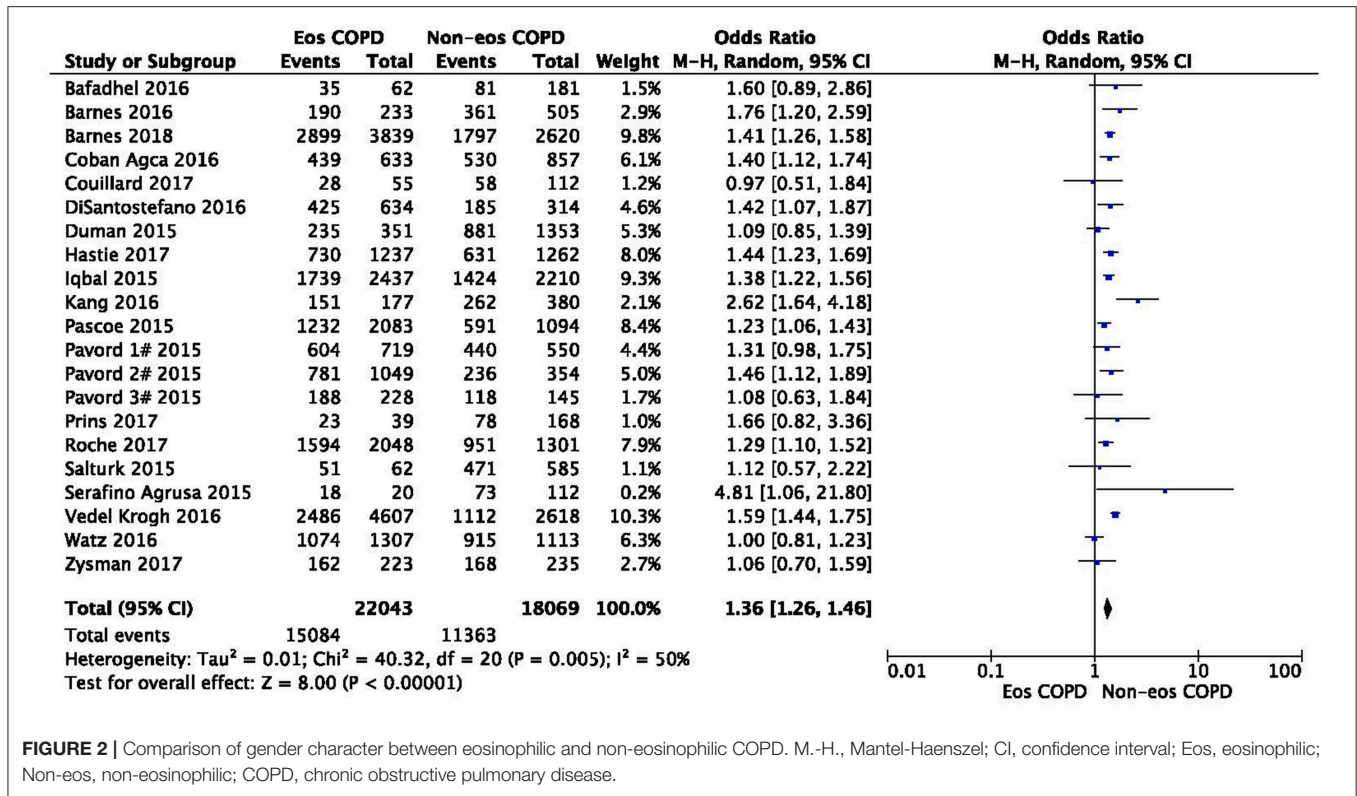 Eos COPD Non-eos COPD Odds Ratio Odds Ratio
Study or Subgroup Events Total Events Total Weight M-H, Random, 95% CI M-H, Random, 95% CI
Bafadhel 2016 35 62 81 181 1.5% 1.60 [0.89, 2.86]
Barnes 2016 190 233 361 505 2.9% 1.76 [1.20, 2.59]
Barnes 2018 2899 3839 1797 2620 9.8% 1.41 [1.26, 1.58]
Coban Agca 2016 439 633 530 857 6.1% 1.40 [1.12, 1.74]
Couillard 2017 28 55 58 112 1.2% 0.97 [0.51, 1.84]
DiSantostefano 2016 425 634 185 314 4.6% 1.42 [1.07, 1.87]
Duman 2015 235 351 881 1353 5.3% 1.09 [0.85, 1.39]
Hastie 2017 730 1237 631 1262 8.0% 1.44 [1.23, 1.69]
Iqbal 2015 1739 2437 1424 2210 9.3% 1.38 [1.22, 1.56]
Kang 2016 151 177 262 380 2.1% 2.62 [1.64, 4.18]
Pascoe 2015 1232 2083 591 1094 8.4% 1.23 [1.06, 1.43]
Pavord 1# 2015 604 719 440 550 4.4% 1.31 [0.98, 1.75]
Pavord 2# 2015 781 1049 236 354 5.0% 1.46 [1.12, 1.89]
Pavord 3# 2015 188 228 118 145 1.7% 1.08 [0.63, 1.84]
Prins 2017 23 39 78 168 1.0% 1.66 [0.82, 3.36]
Roche 2017 1594 2048 951 1301 7.9% 1.29 [1.10, 1.52]
Salturk 2015 51 62 471 585 1.1% 1.12 [0.57, 2.22]
Serafino Agrusa 2015 18 20 73 112 0.2% 4.81 [1.06, 21.80]
Vedel Krogh 2016 2486 4607 1112 2618 10.3% 1.59 [1.44, 1.75]
Watz 2016 1074 1307 915 1113 6.3% 1.00 [0.81, 1.23]
Zysman 2017 162 223 168 235 2.7% 1.06 [0.70, 1.59]
Total (95% CI) 22043 18069 100.0% 1.36 [1.26, 1.46]
Total events 15084 11363
Heterogeneity: Tau² = 0.01; Chi² = 40.32, df = 20 (P = 0.005); I² = 50%
Test for overall effect: Z = 8.00 (P < 0.00001)
0.01 0.1 1 10 100
Eos COPD Non-eos COPD
FIGURE 2 | Comparison of gender character between eosinophilic and non-eosinophilic COPD. M.-H., Mantel-Haenszel; CI, confidence interval; Eos, eosinophilic;
Non-eos, non-eosinophilic; COPD, chronic obstructive pulmonary disease.